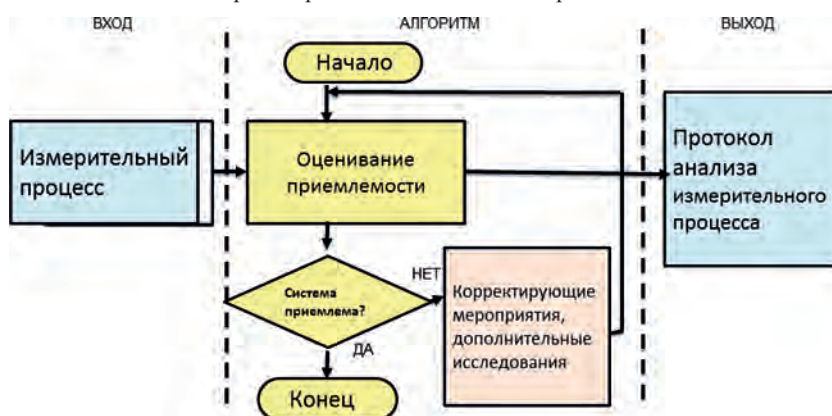 ВХОД
АЛГОРИТМ
ВЫХОД
Начало
Измерительный
процесс
Оценивание
приемлемости
Протокол
анализа
измерительного
процесса
Система
приемлема?
НЕТ
Корректирующие
мероприятия,
дополнительные
исследования
ДА
Конец